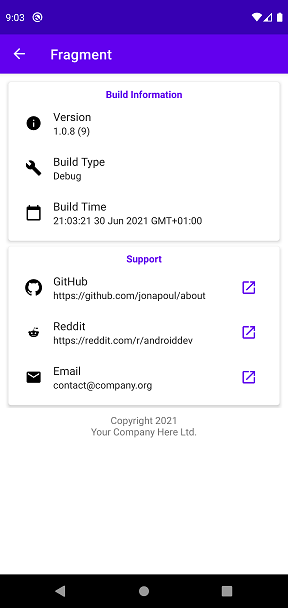 9:03
Fragment
Build Information
Version
1.0.8 (9)
Build Type
Debug
Build Time
21:03:21 30 Jun 2021 GMT+01:00
Support
GitHub
https://github.com/jonapoul/about
Reddit
https://reddit.com/r/androiddev
Email
contact@company.org
Copyright 2021
Your Company Here Ltd.